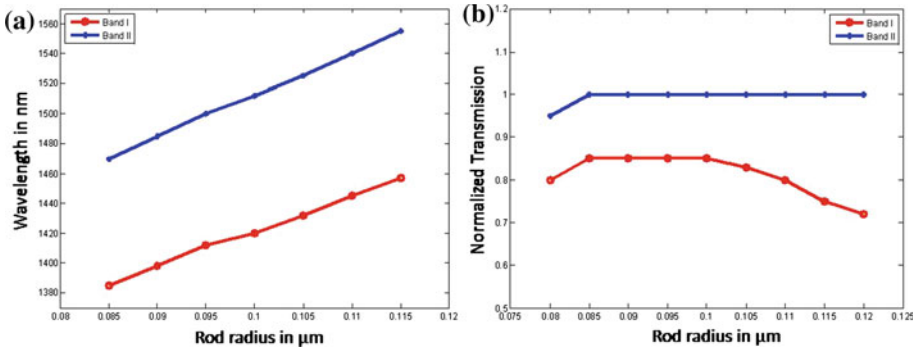 (a)
Band I
Band II
1560
1540
1520
1500
1480
1460
1440
1420
1400
1380
Wavelength in nm
0.08 0.085 0.09 0.095 0.1 0.105 0.11 0.115 0.12
Rod radius in µm
(b)
Band I
Band II
1.2
1.1
1
0.9
0.8
0.7
0.6
0.5
Normalized Transmission
0.075 0.08 0.085 0.09 0.095 0.1 0.105 0.11 0.115 0.12 0.125
Rod radius in µm